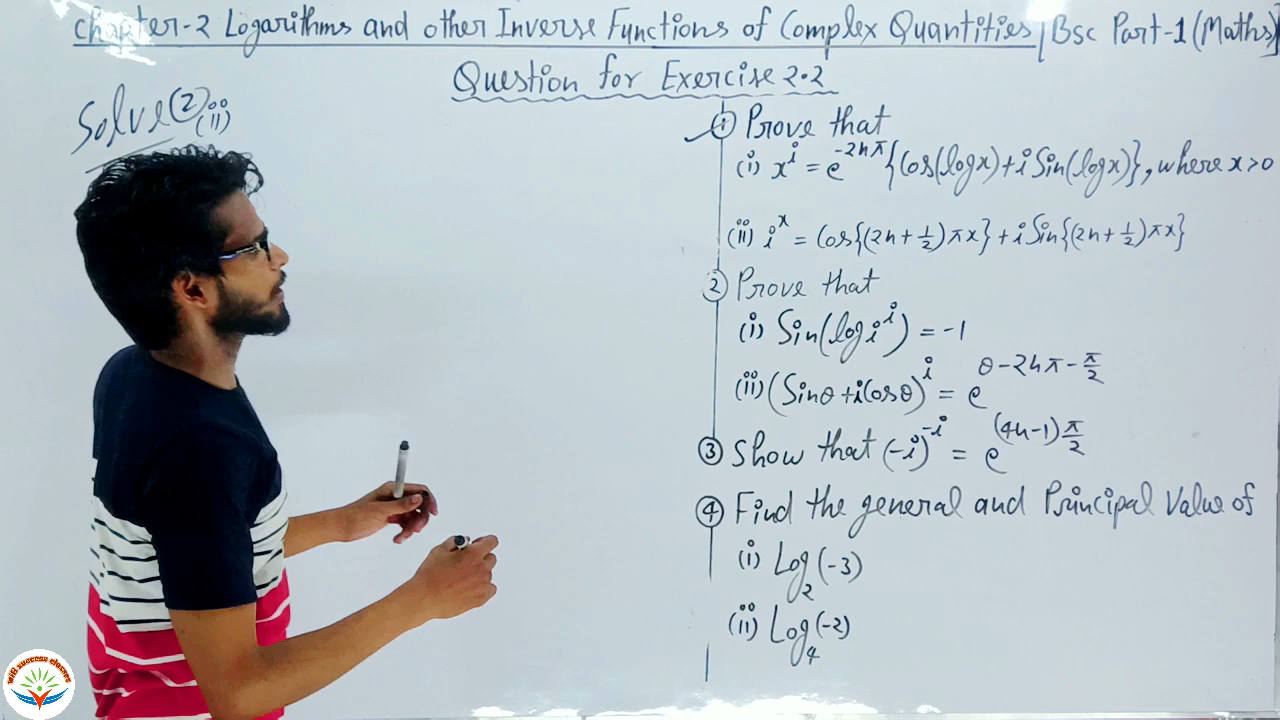 Chapter-2 Logarithms and other Inverse Functions of Complex Quantities / Bsc Part-1 (Maths)
Question for Exercise 2.2
Solve (2) (ii)
① Prove that
(i) xⁱ = e^(-2nπ) {Cos(logx) + i Sin(logx)}, where x>0
(ii) i^x = Cos{(2n+1/2)πx} + i Sin{(2n+1/2)πx}
② Prove that
(i) Sin(log i^i) = -1
(ii) (Sinθ + i Cosθ)^i = e^(θ-2nπ-π/2)
③ Show that (-i)^(-i) = e^((4n-1)π/2)
④ Find the general and Principal Value of
(i) Log₂(-3)
(ii) Log₄(-2)
success classes